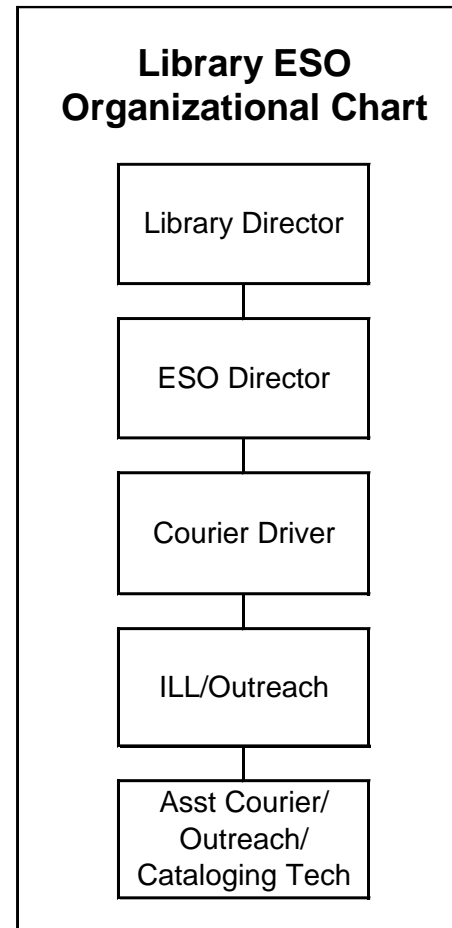 Library ESO
Organizational Chart
Library Director
ESO Director
Courier Driver
ILL/Outreach
Asst Courier/
Outreach/
Cataloging Tech